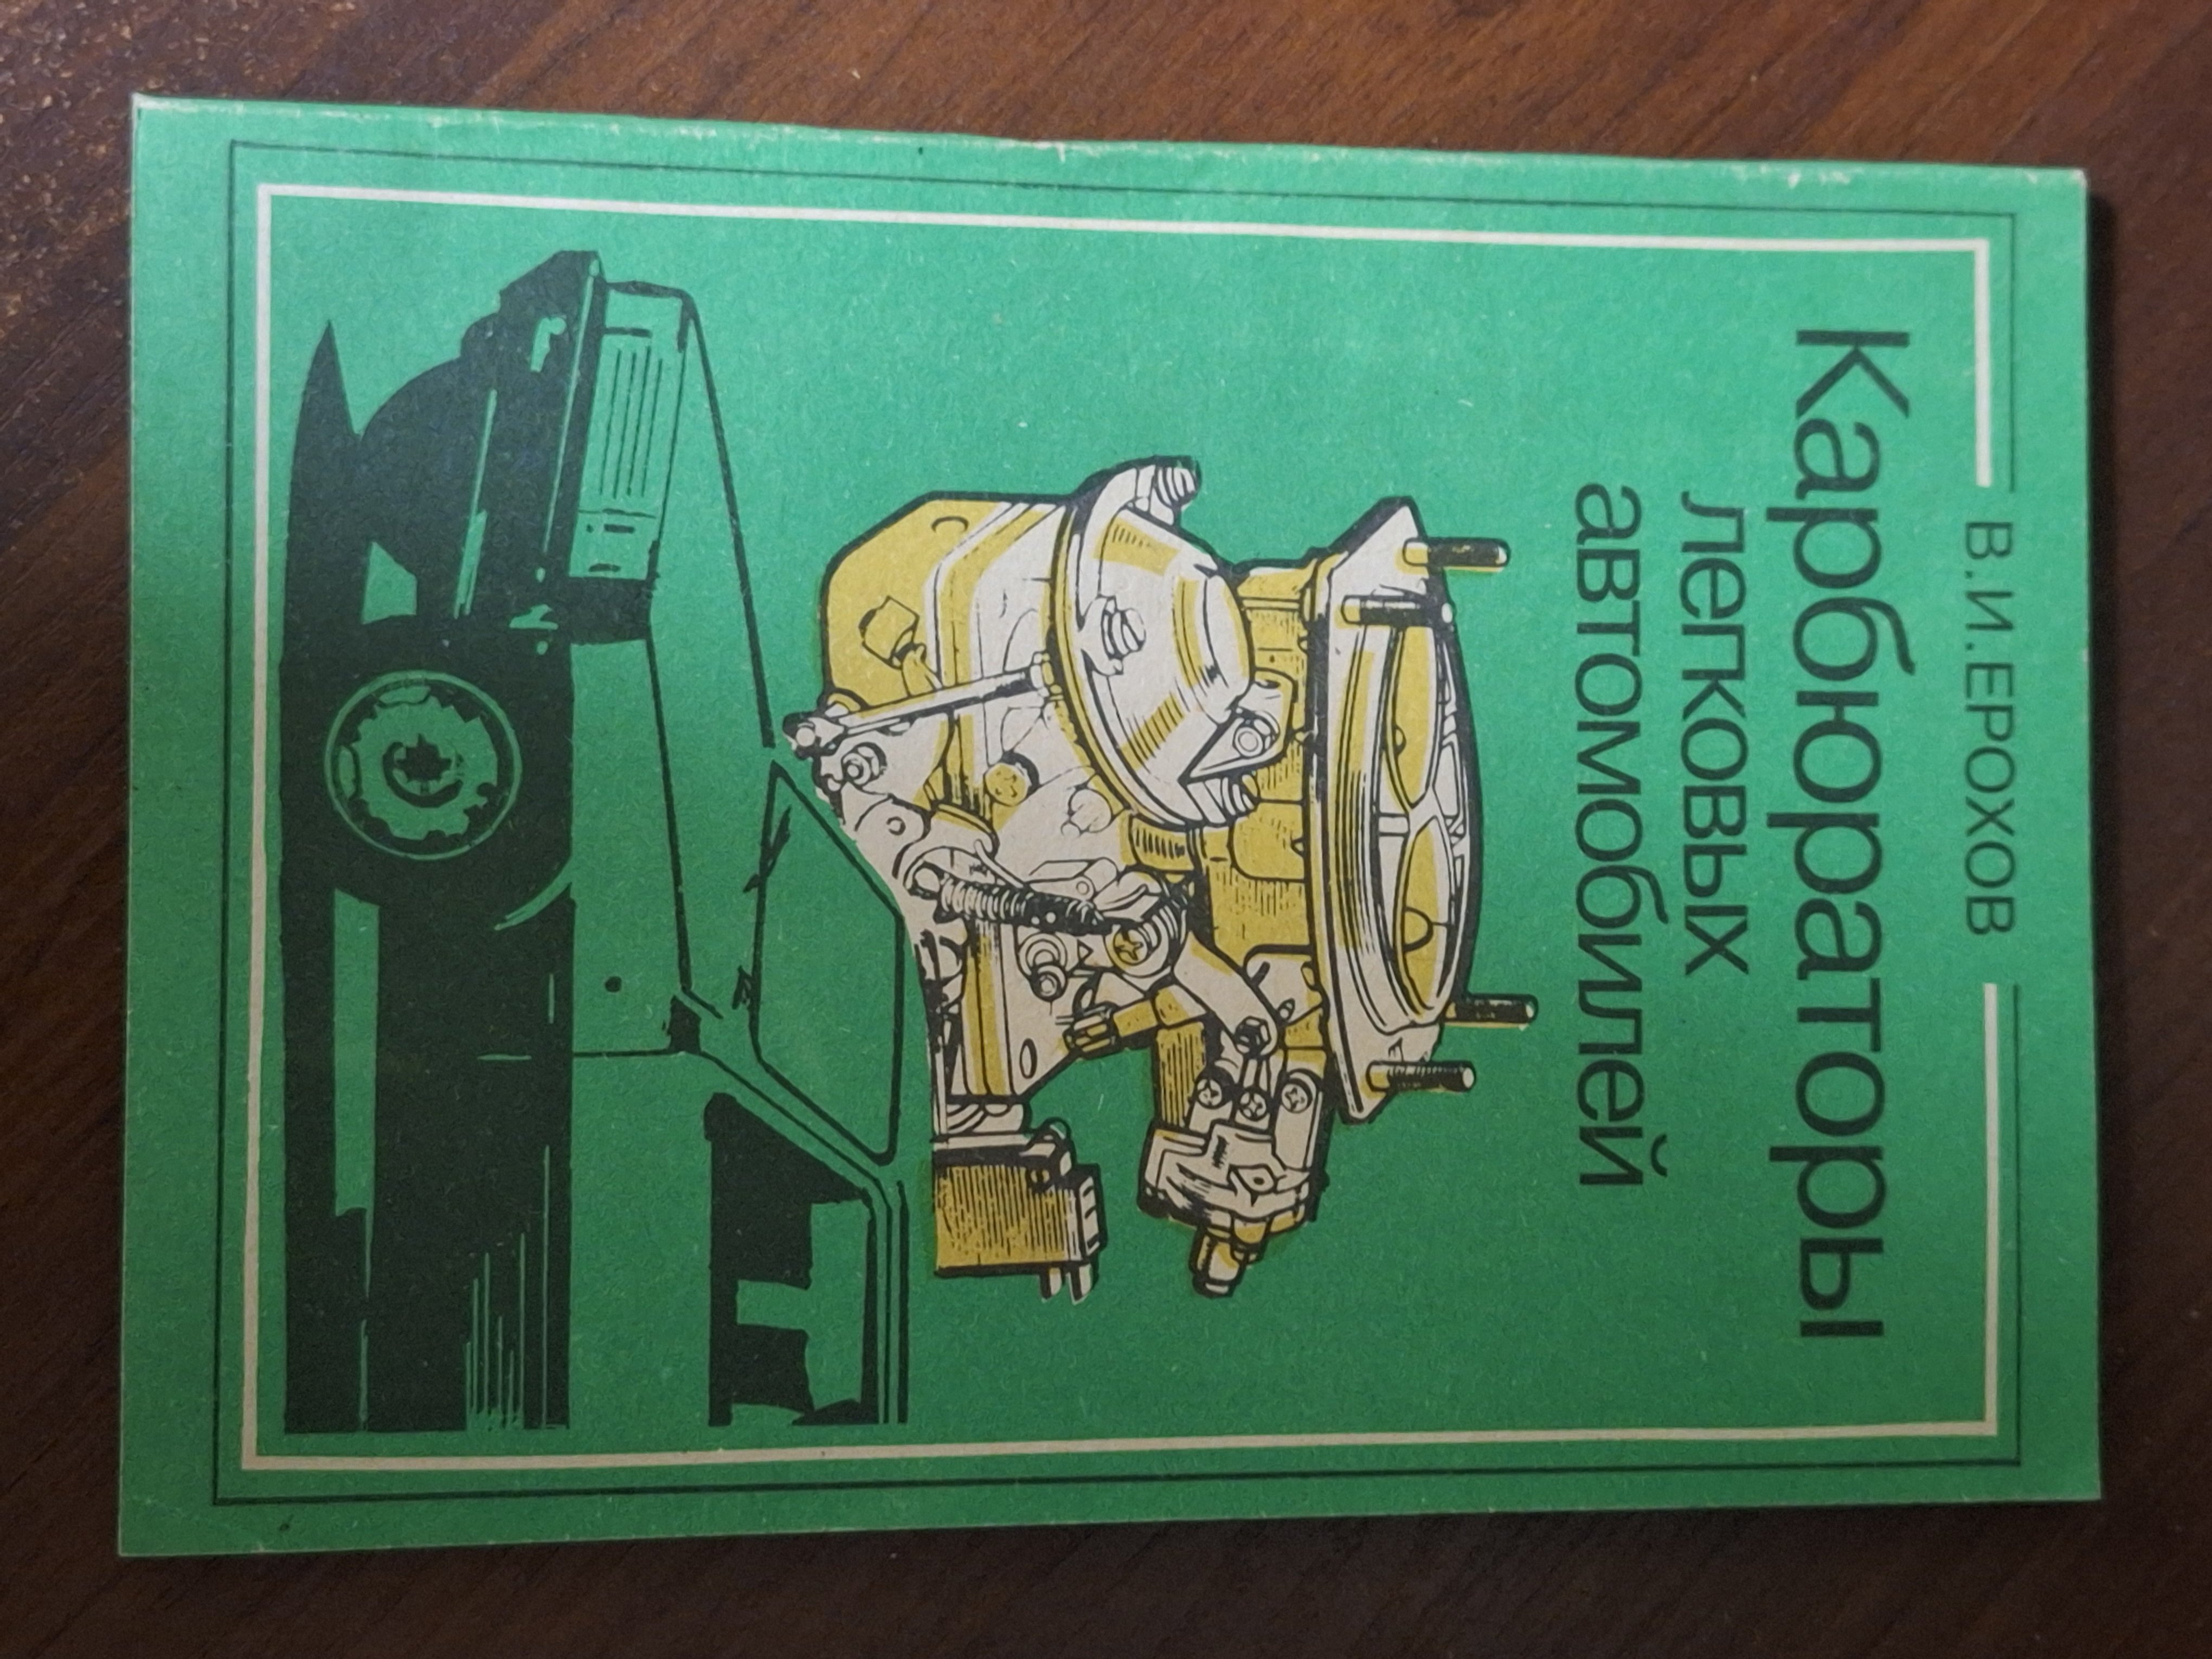 В. И. ЕРОХОВ
Карбюраторы
легковых
автомобилей